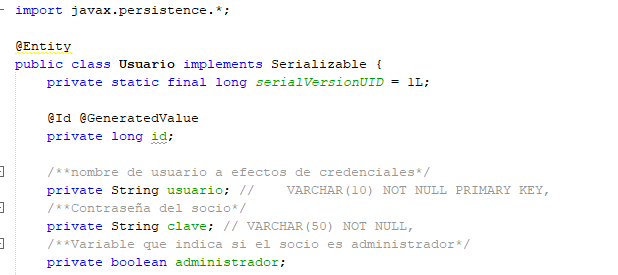 import javax.persistence.*;
@Entity
public class Usuario implements Serializable {
private static final long serialVersionUID = 1L;
@Id @GeneratedValue
private long id;
/**nombre de usuario a efectos de credenciales*/
private String usuario; //    VARCHAR(10) NOT NULL PRIMARY KEY,
/**Contraseña del socio*/
private String clave; // VARCHAR(50) NOT NULL,
/**Variable que indica si el socio es administrador*/
private boolean administrador;